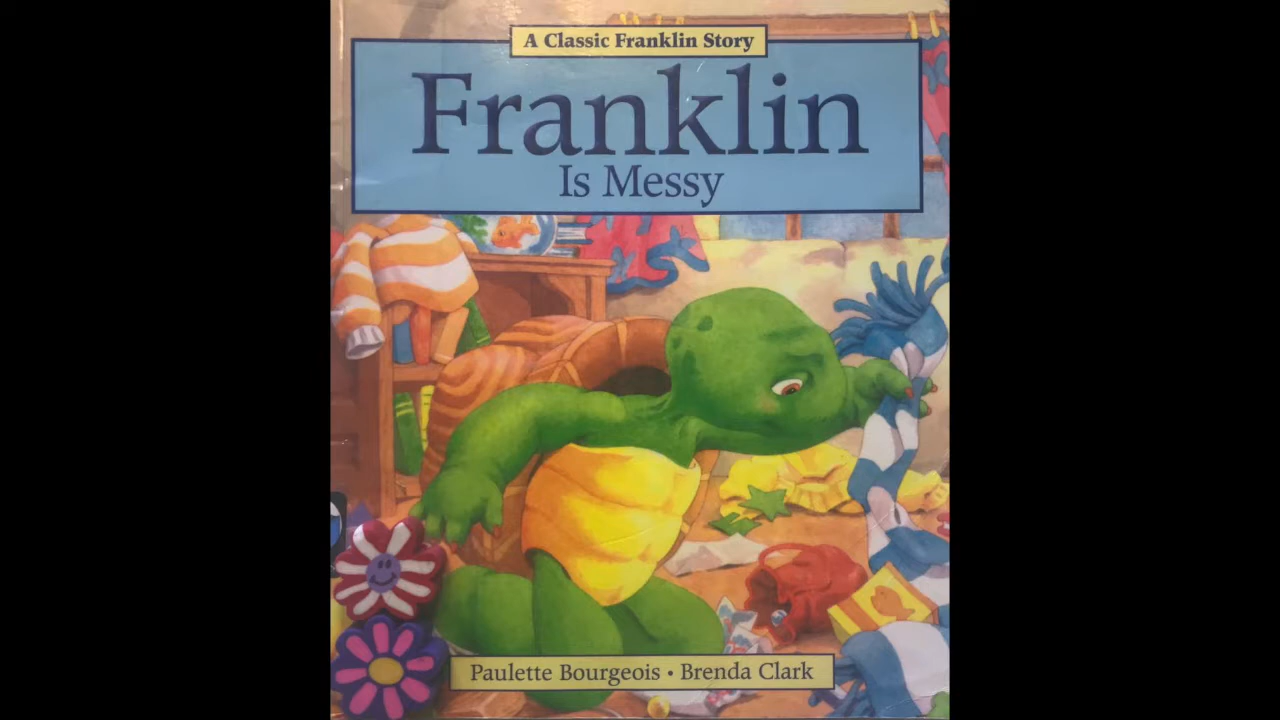 A Classic Franklin Story
Franklin
Is Messy
Paulette Bourgeois • Brenda Clark